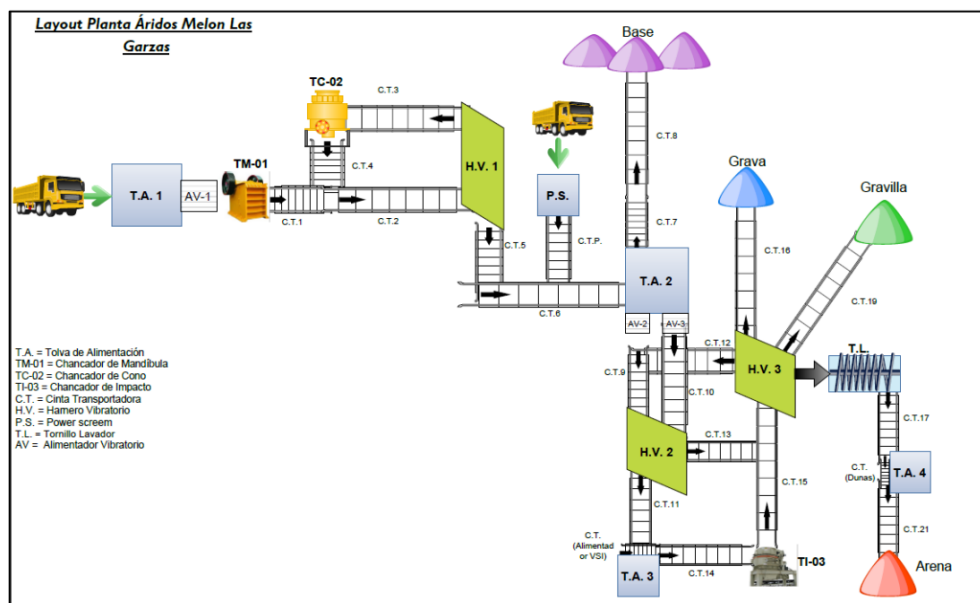 Layout Planta Áridos Melon Las
Garzas
Base
TC-02
C.T.3
C.T.8
H.V. 1
Grava
Gravilla
C.T.4
TM-01
T.A. 1
AV-1
P.S.
C.T.1
C.T.2
C.T.7
C.T.5
C.T.P.
C.T.16
T.A. 2
C.T.19
C.T.6
AV-2
AV-3
C.T.12
T.L.
C.T.9
H.V. 3
C.T.10
T.A. = Tolva de Alimentación
TM-01 = Chancador de Mandíbula
TC-02 = Chancador de Cono
TI-03 = Chancador de Impacto
C.T. = Cinta Transportadora
H.V. = Harnero Vibratorio
P.S. = Power screem
T.L. = Tornillo Lavador
AV = Alimentador Vibratorio
C.T.17
C.T.13
H.V. 2
C.T.
(Dunas)
T.A. 4
C.T.15
C.T.11
C.T.21
C.T.
(Alimentad
or VSI)
T.A. 3
C.T.14
TI-03
Arena